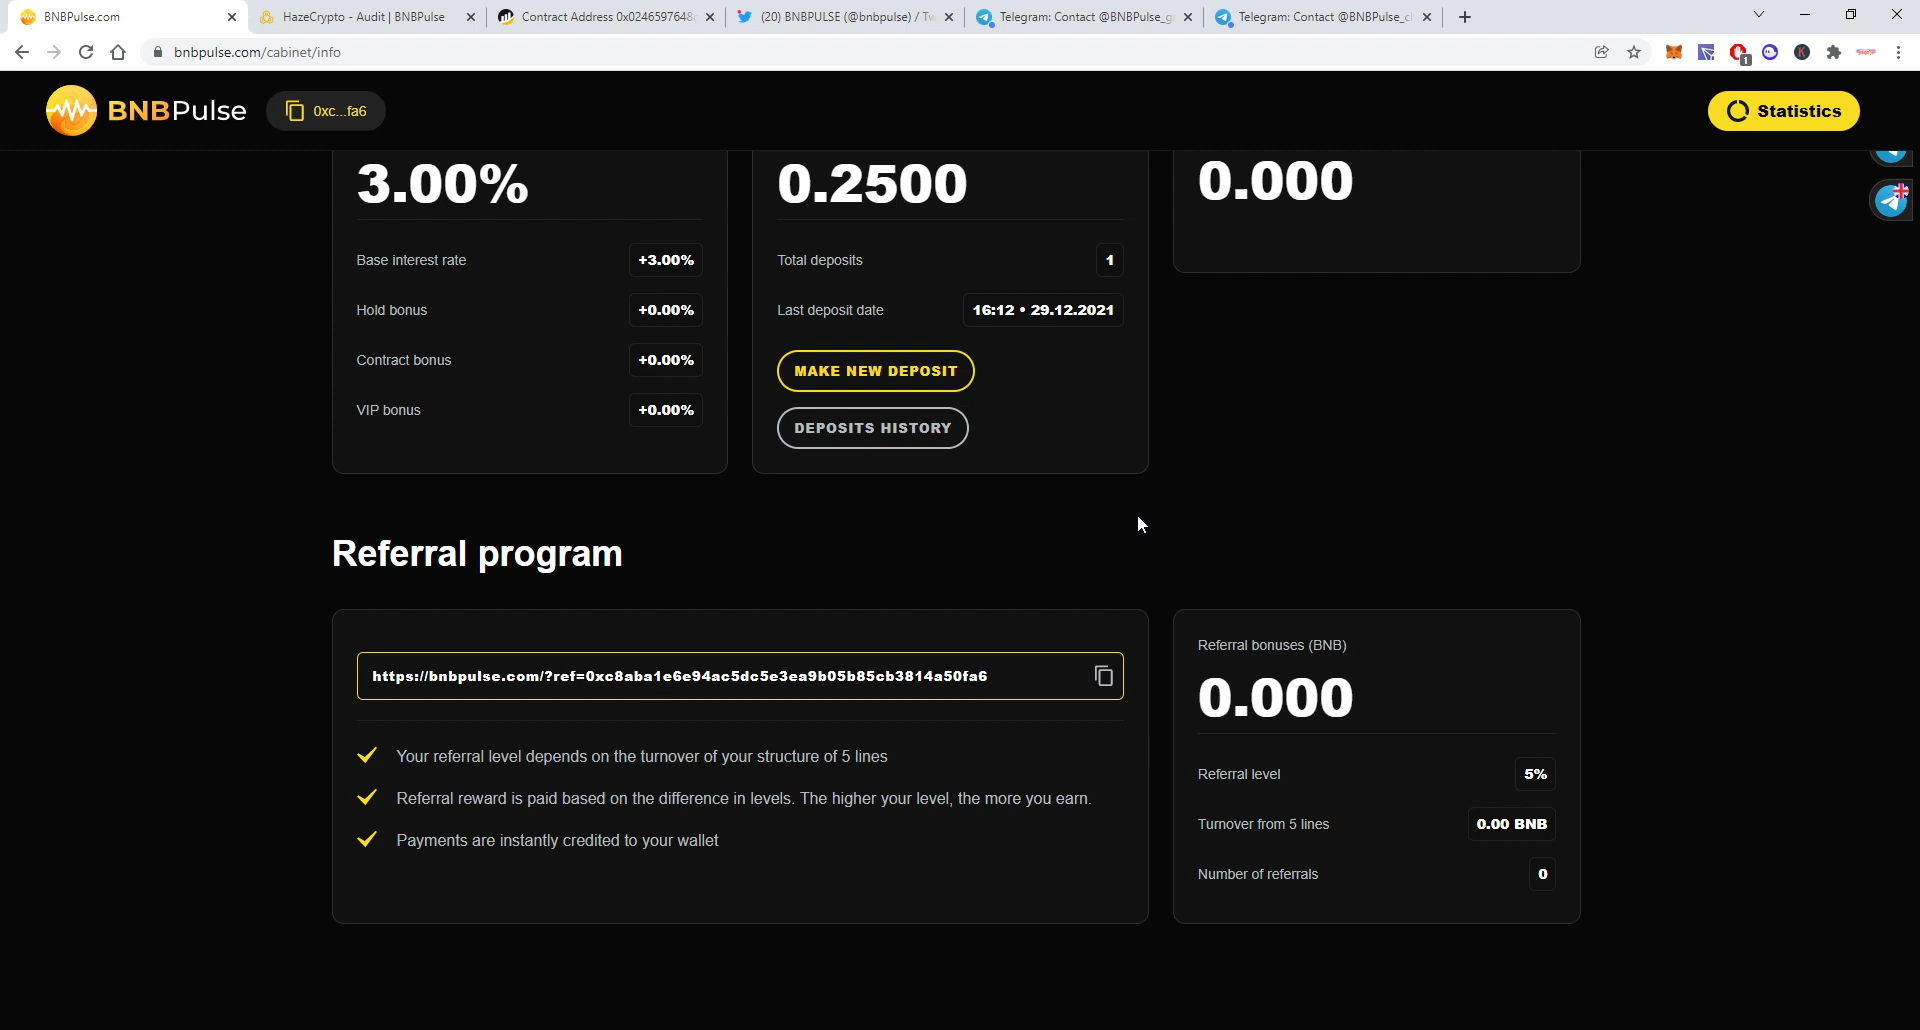 BNBPulse.com
HazeCrypto - Audit | BNBPulse
Contract Address 0x0246597648
(20) BNBPULSE (@bnbpulse) / Tw
Telegram: Contact @BNBPulse_g
Telegram: Contact @BNBPulse_c
bnbpulse.com/cabinet/info
1
K
BNBPulse
0xc...fa6
Statistics
3.00%
0.2500
0.000
Base interest rate
+3.00%
Total deposits
1
Hold bonus
+0.00%
Last deposit date
16:12 • 29.12.2021
Contract bonus
+0.00%
MAKE NEW DEPOSIT
VIP bonus
+0.00%
DEPOSITS HISTORY
Referral program
https://bnbpulse.com/?ref=0xc8aba1e6e94ac5dc5e3ea9b05b85cb3814a50fa6
Your referral level depends on the turnover of your structure of 5 lines
Referral reward is paid based on the difference in levels. The higher your level, the more you earn.
Payments are instantly credited to your wallet
Referral bonuses (BNB)
0.000
Referral level
5%
Turnover from 5 lines
0.00 BNB
Number of referrals
0